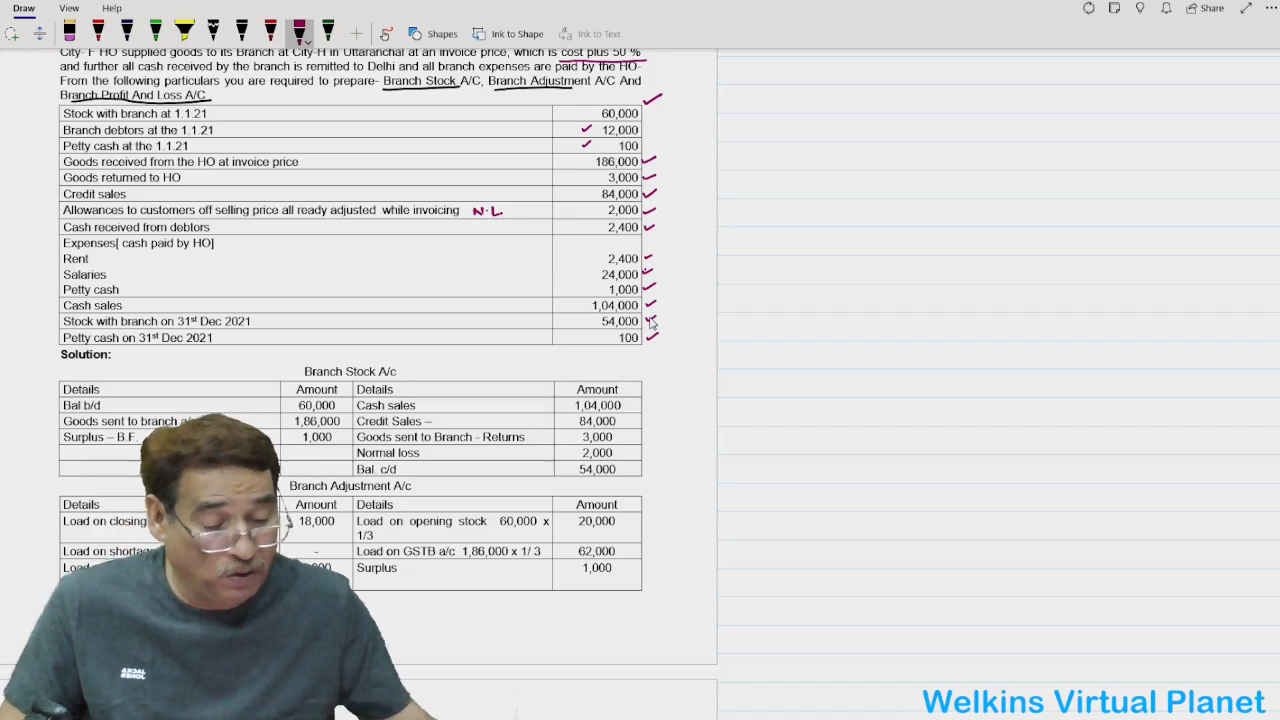 Draw View Help Share
Shapes Ink to Shape Ink to Text
City- F HO supplied goods to its Branch at City-H in Uttaranchal at an invoice price, which is cost plus 50 %
and further all cash received by the branch is remitted to Delhi and all branch expenses are paid by the HO-
From the following particulars you are required to prepare- Branch Stock A/C, Branch Adjustment A/C And
Branch Profit And Loss A/C
Stock with branch at 1.1.21 60,000
Branch debtors at the 1.1.21 12,000
Petty cash at the 1.1.21 100
Goods received from the HO at invoice price 186,000
Goods returned to HO 3,000
Credit sales 84,000
Allowances to customers off selling price all ready adjusted while invoicing N.L. 2,000
Cash received from debtors 2,400
Expenses[ cash paid by HO]
Rent 2,400
Salaries 24,000
Petty cash 1,000
Cash sales 1,04,000
Stock with branch on 31st Dec 2021 54,000
Petty cash on 31st Dec 2021 100
Solution:
Branch Stock A/c
Details Amount Details Amount
Bal b/d 60,000 Cash sales 1,04,000
Goods sent to branch 1,86,000 Credit Sales – 84,000
Surplus – B.F. 1,000 Goods sent to Branch - Returns 3,000
Normal loss 2,000
Bal. c/d 54,000
Branch Adjustment A/c
Details Amount Details Amount
Load on closing 18,000 Load on opening stock 60,000 x 20,000
1/3
Load on - Load on GSTB a/c 1,86,000 x 1/ 3 62,000
Surplus 1,000
JACK &
JONES
Welkins Virtual Planet